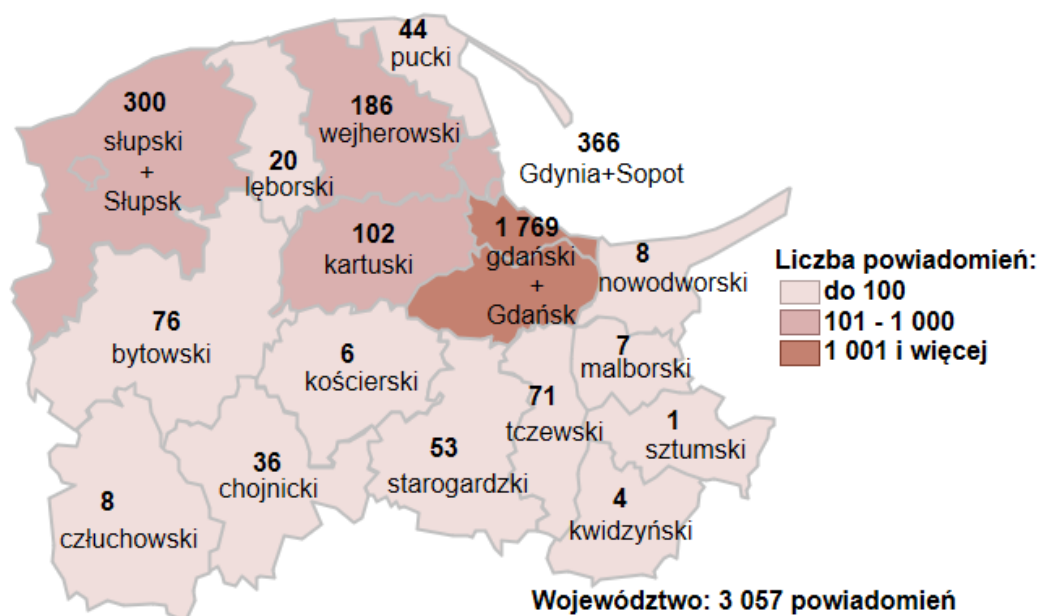 44
pucki
300
słupski
+
Słupsk
186
wejherowski
20
lęborski
366
Gdynia+Sopot
102
kartuski
1 769
gdański
+
Gdańsk
8
nowodworski
76
bytowski
6
kościerski
7
malborski
71
tczewski
1
sztumski
53
starogardzki
36
chojnicki
8
człuchowski
4
kwidzyński
Liczba powiadomień:
do 100
101 - 1 000
1 001 i więcej
Województwo: 3 057 powiadomień